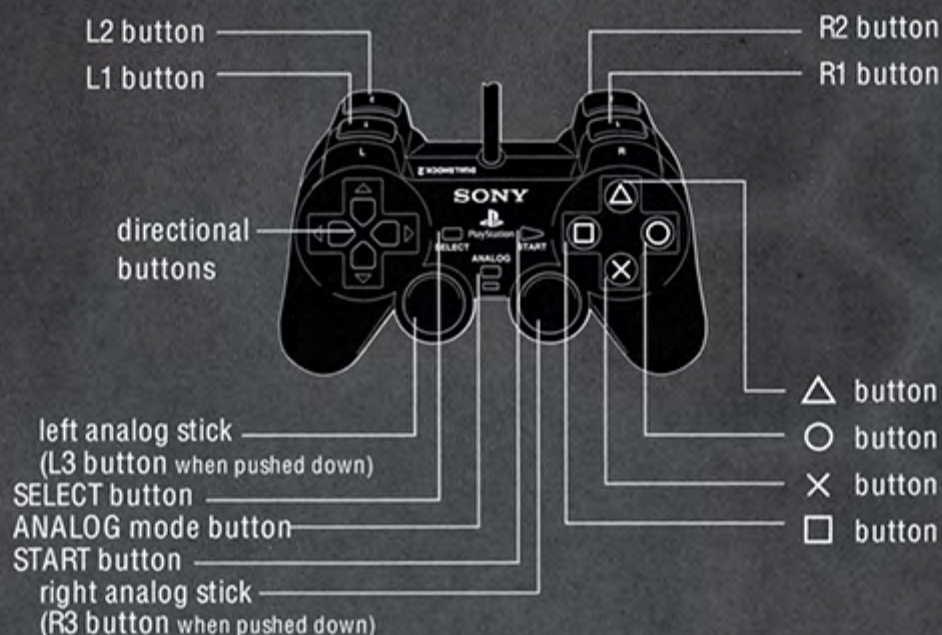 L2 button
L1 button
R2 button
R1 button
L
R
DUALSHOCK 2
SONY
PlayStation
SELECT
START
ANALOG
directional
buttons
△ button
○ button
✕ button
□ button
left analog stick
(L3 button when pushed down)
SELECT button
ANALOG mode button
START button
right analog stick
(R3 button when pushed down)